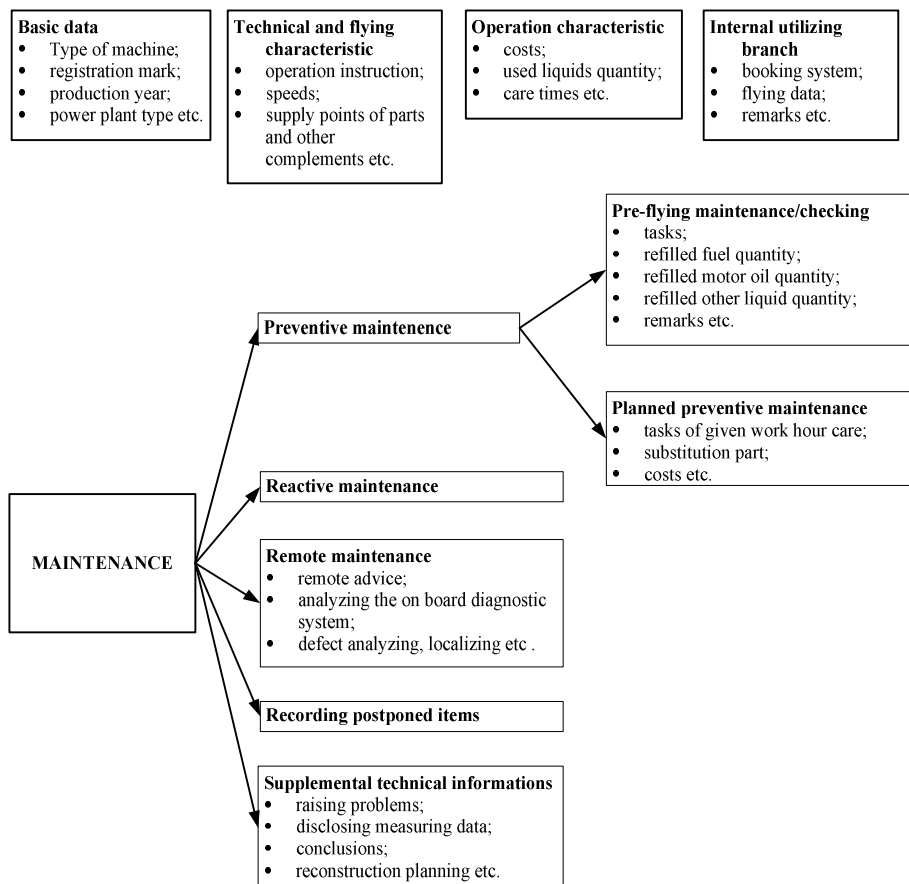 Basic data
• Type of machine;
• registration mark;
• production year;
• power plant type etc.
Technical and flying
characteristic
• operation instruction;
• speeds;
• supply points of parts
and other
complements etc.
Operation characteristic
• costs;
• used liquids quantity;
• care times etc.
Internal utilizing
branch
• booking system;
• flying data;
• remarks etc.
Pre-flying maintenance/checking
• tasks;
• refilled fuel quantity;
• refilled motor oil quantity;
• refilled other liquid quantity;
• remarks etc.
Preventive maintenence
Planned preventive maintenance
• tasks of given work hour care;
• substitution part;
• costs etc.
Reactive maintenance
MAINTENANCE
Remote maintenance
• remote advice;
• analyzing the on board diagnostic
system;
• defect analyzing, localizing etc .
Recording postponed items
Supplemental technical informations
• raising problems;
• disclosing measuring data;
• conclusions;
• reconstruction planning etc.